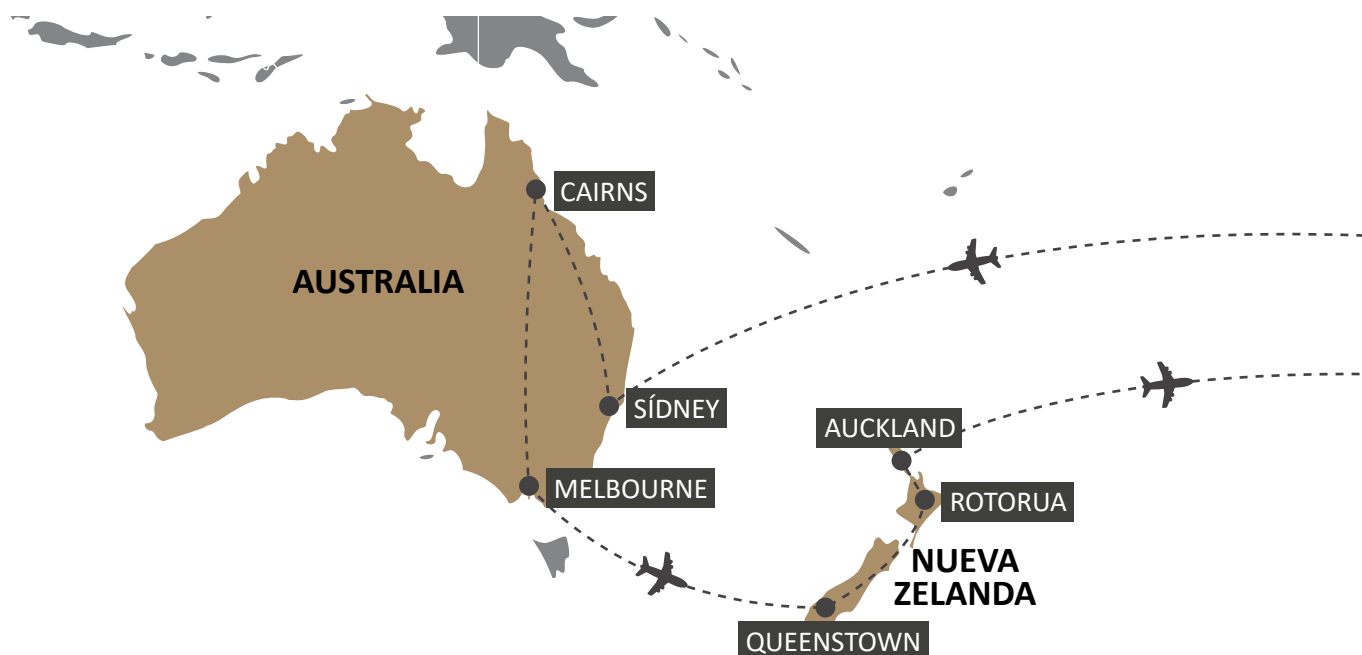 CAIRNS
AUSTRALIA
SÍDNEY
AUCKLAND
MELBOURNE
ROTORUA
NUEVA
ZELANDA
QUEENSTOWN